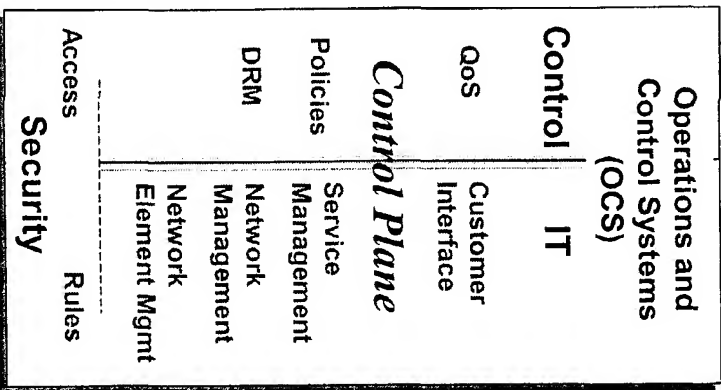 Operations and
Control Systems
(OCS)
Control IT
QoS
Customer
Interface
Control Plane
Policies
Service
Management
DRM
Network
Management
Network
Element Mgmt
Access Rules
Security